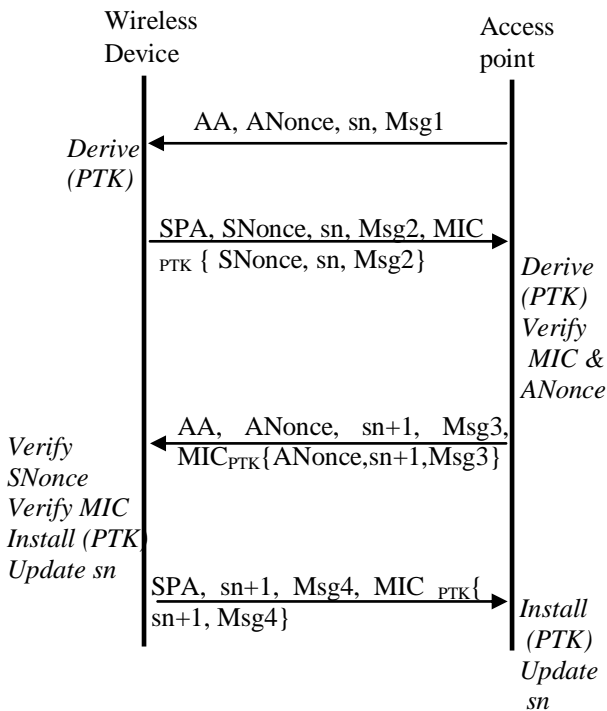 Wireless
Device
Access
point
AA, ANonce, sn, Msg1
Derive
(PTK)
SPA, SNonce, sn, Msg2, MIC
PTK { SNonce, sn, Msg2}
Derive
(PTK)
Verify
MIC &
ANonce
AA, ANonce, sn+1, Msg3,
MICPTK{ANonce,sn+1,Msg3}
Verify
SNonce
Verify MIC
Install (PTK)
Update sn
SPA, sn+1, Msg4, MIC PTK{
sn+1, Msg4}
Install
(PTK)
Update
sn